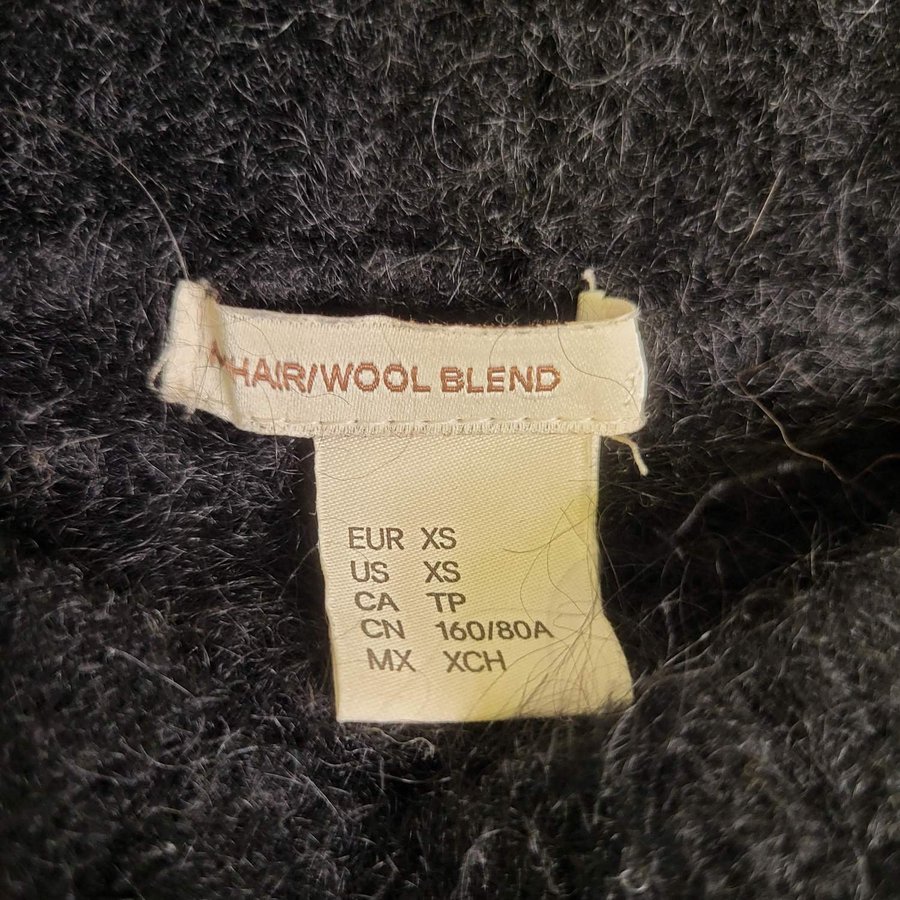 HAIR/WOOL BLEND
EUR XS
US XS
CA TP
CN 160/80A
MX XCH